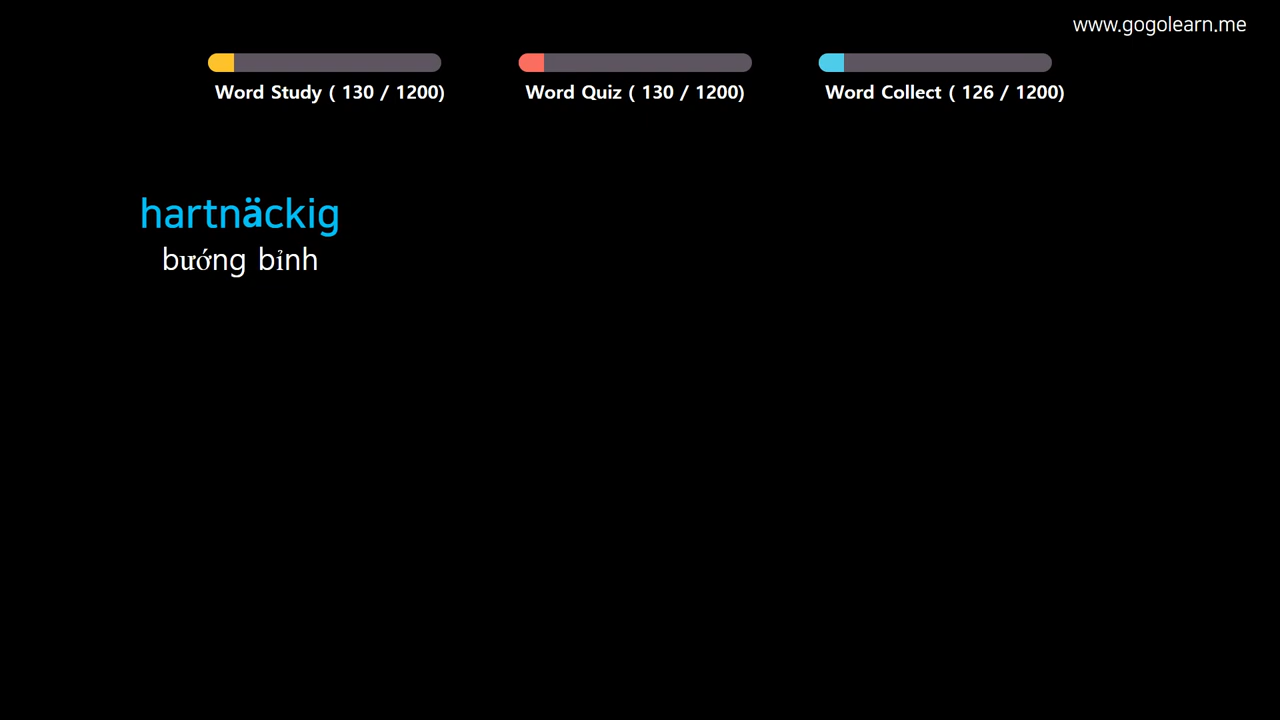 www.gogolearn.me
Word Study ( 130 / 1200)
Word Quiz ( 130 / 1200)
Word Collect ( 126 / 1200)
hartnäckig
bướng bỉnh